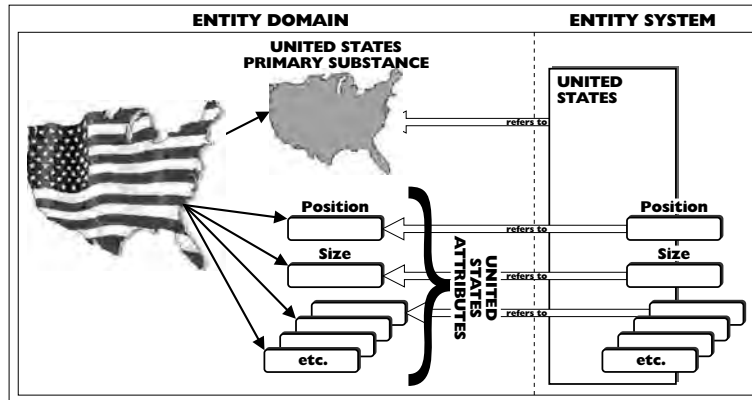 ENTITY DOMAIN
ENTITY SYSTEM
UNITED STATES
PRIMARY SUBSTANCE
UNITED
STATES
refers to
Position
Position
refers to
Size
Size
refers to
UNITED
STATES
ATTRIBUTES
refers to
etc.
etc.